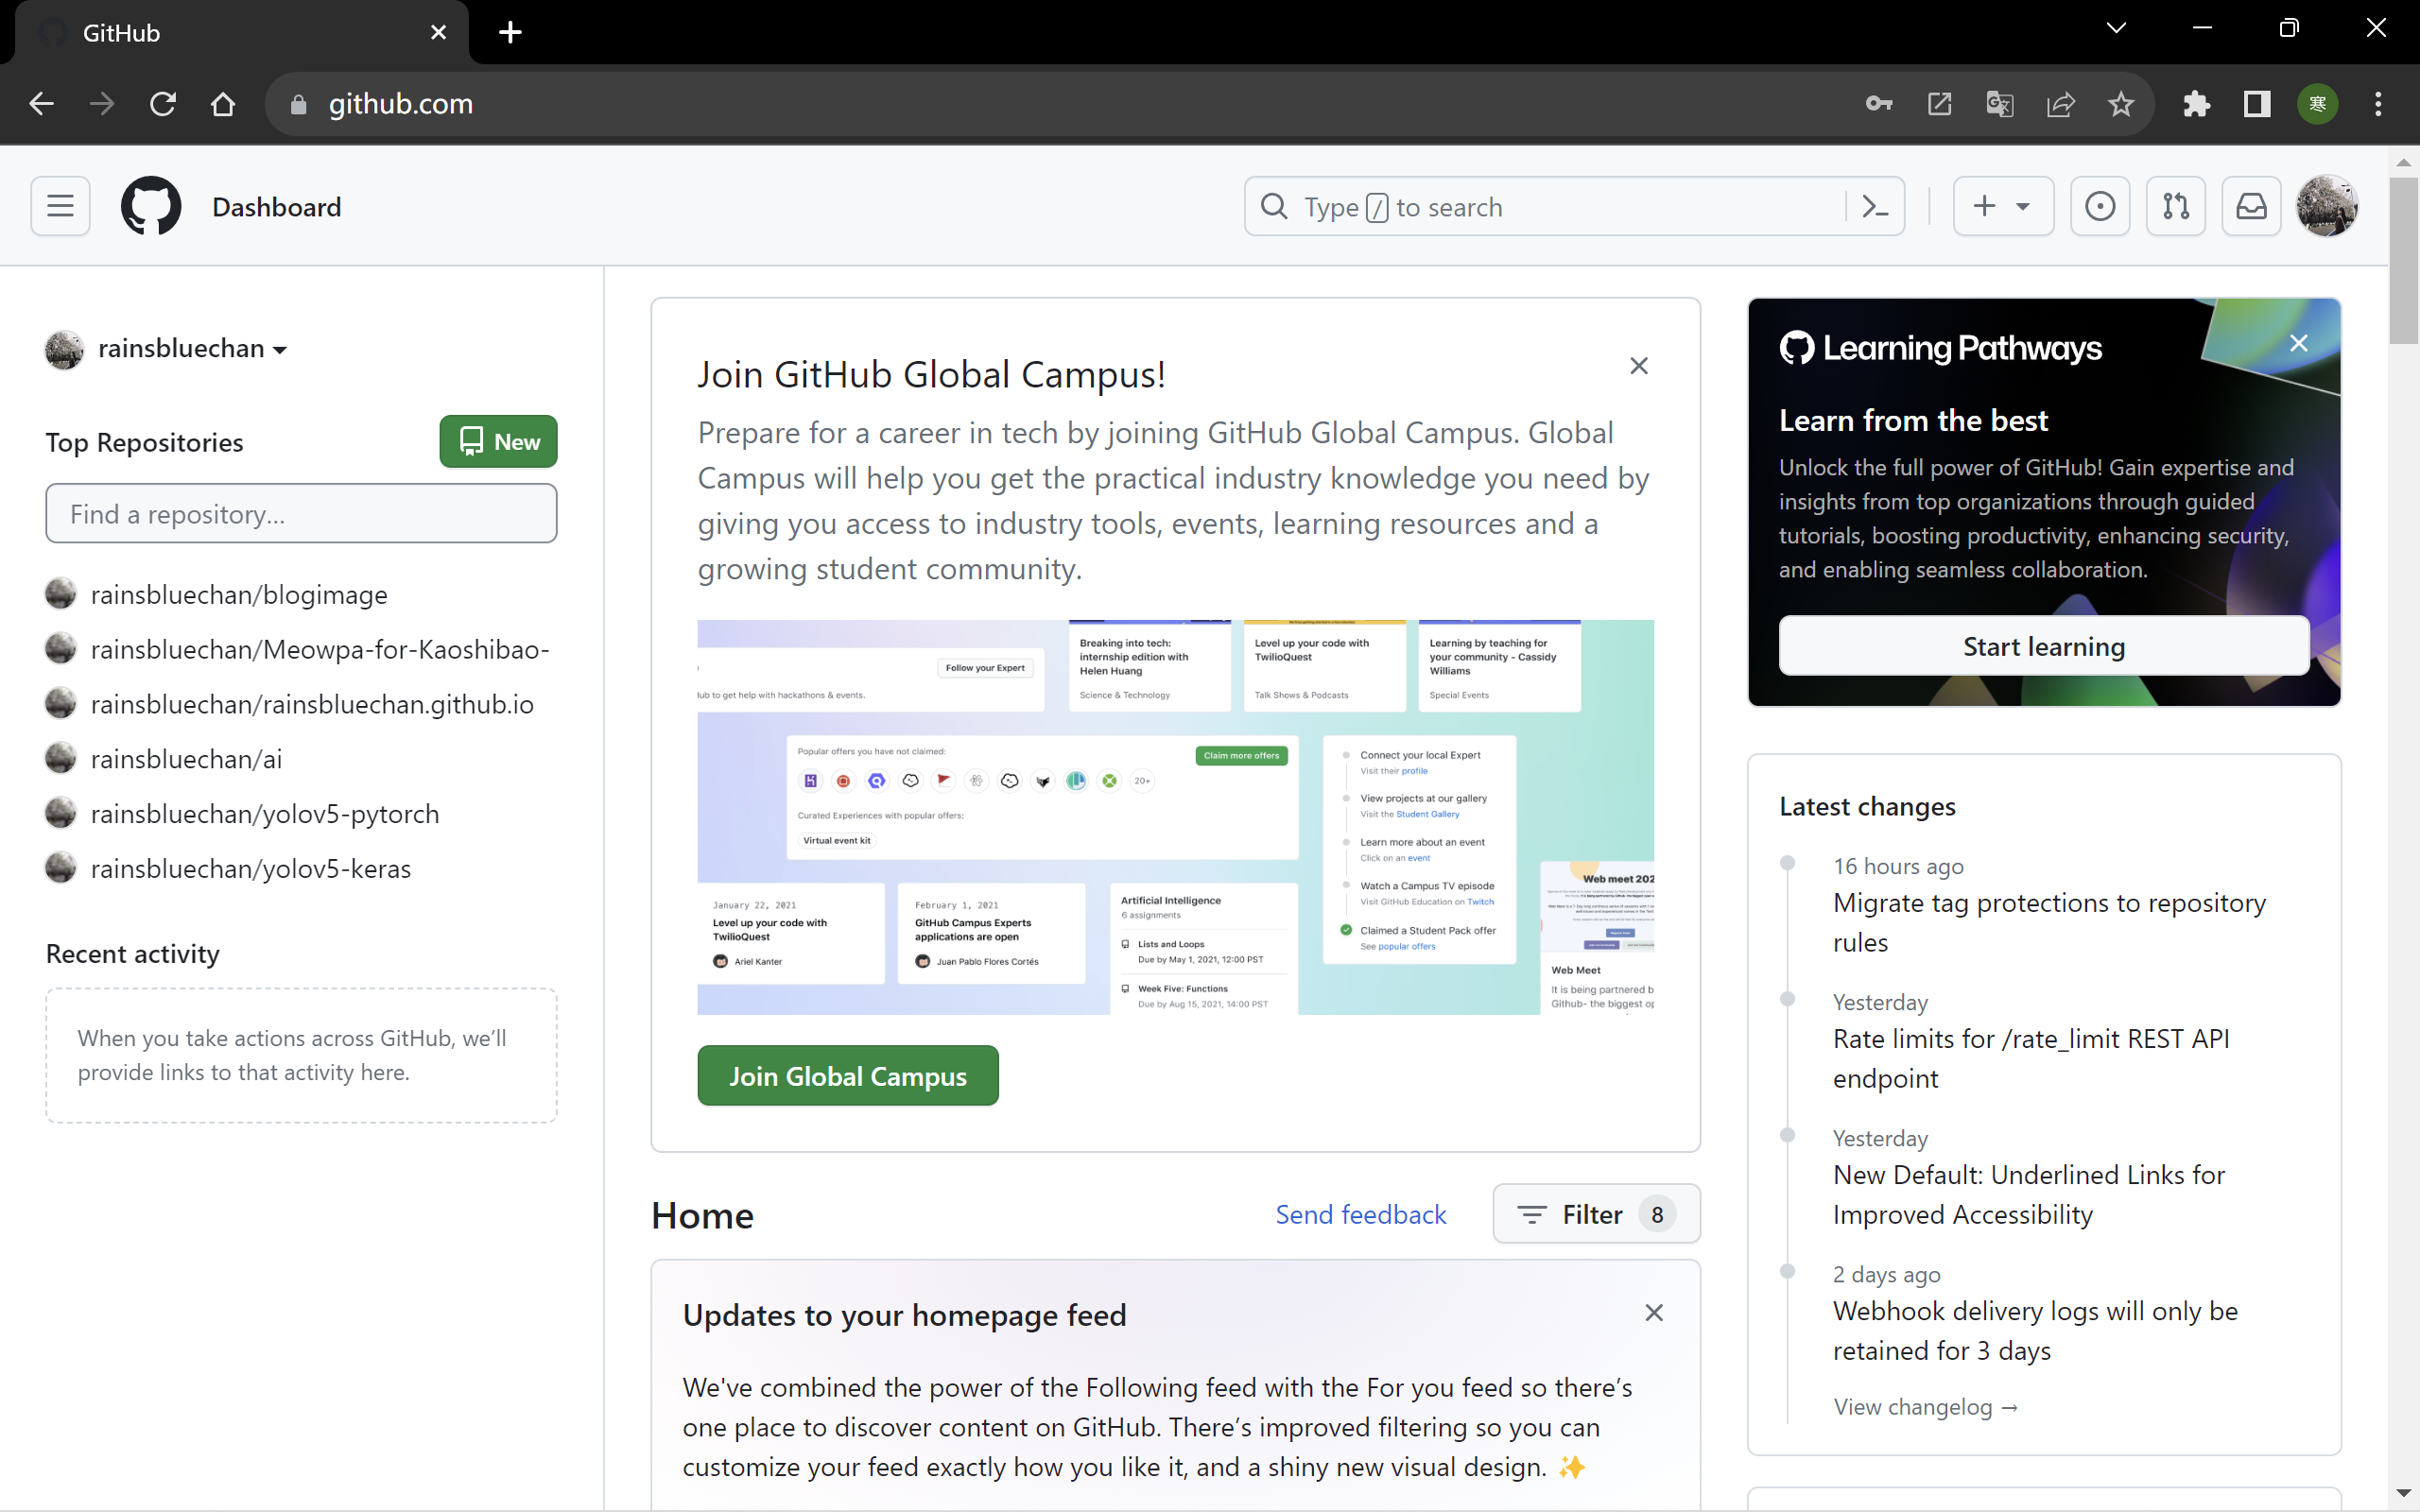 GitHub
github.com
寒
Dashboard
Type / to search
rainsbluechan
Top Repositories
New
Find a repository...
rainsbluechan/blogimage
rainsbluechan/Meowpa-for-Kaoshibao-
rainsbluechan/rainsbluechan.github.io
rainsbluechan/ai
rainsbluechan/yolov5-pytorch
rainsbluechan/yolov5-keras
Recent activity
When you take actions across GitHub, we’ll
provide links to that activity here.
Join GitHub Global Campus!
Prepare for a career in tech by joining GitHub Global Campus. Global
Campus will help you get the practical industry knowledge you need by
giving you access to industry tools, events, learning resources and a
growing student community.
Follow your Expert
to get help with hackathons & events.
Breaking into tech:
internship edition with
Helen Huang
Science & Technology
Level up your code with
TwilioQuest
Talk Shows & Podcasts
Learning by teaching for
your community - Cassidy
Williams
Special Events
Popular offers you have not claimed:
Claim more offers
20+
Curated Experiences with popular offers:
Virtual event kit
Connect your local Expert
Visit their profile
View projects at our gallery
Visit the Student Gallery
Learn more about an event
Click on an event
Watch a Campus TV episode
Visit GitHub Education on Twitch
Claimed a Student Pack offer
See popular offers
January 22, 2021
Level up your code with
TwilioQuest
Ariel Kanter
February 1, 2021
GitHub Campus Experts
applications are open
Juan Pablo Flores Cortés
Artificial Intelligence
6 assignments
Lists and Loops
Due by May 1, 2021, 12:00 PST
Week Five: Functions
Due by Aug 15, 2021, 14:00 PST
Web meet 202
Web Meet
It is being partnered b
Github- the biggest op
Join Global Campus
Home
Send feedback
Filter 8
Updates to your homepage feed
We've combined the power of the Following feed with the For you feed so there’s
one place to discover content on GitHub. There’s improved filtering so you can
customize your feed exactly how you like it, and a shiny new visual design. ✨
Learning Pathways
Learn from the best
Unlock the full power of GitHub! Gain expertise and
insights from top organizations through guided
tutorials, boosting productivity, enhancing security,
and enabling seamless collaboration.
Start learning
Latest changes
16 hours ago
Migrate tag protections to repository
rules
Yesterday
Rate limits for /rate_limit REST API
endpoint
Yesterday
New Default: Underlined Links for
Improved Accessibility
2 days ago
Webhook delivery logs will only be
retained for 3 days
View changelog →